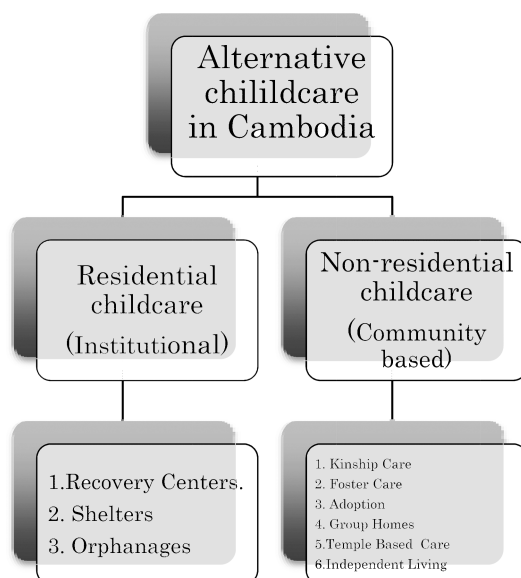 Alternative
chilildcare
in Cambodia
Residential
childcare
(Institutional)
Non-residential
childcare
(Community
based)
1.Recovery Centers.
2. Shelters
3. Orphanages
1. Kinship Care
2. Foster Care
3. Adoption
4. Group Homes
5.Temple Based Care
6.Independent Living